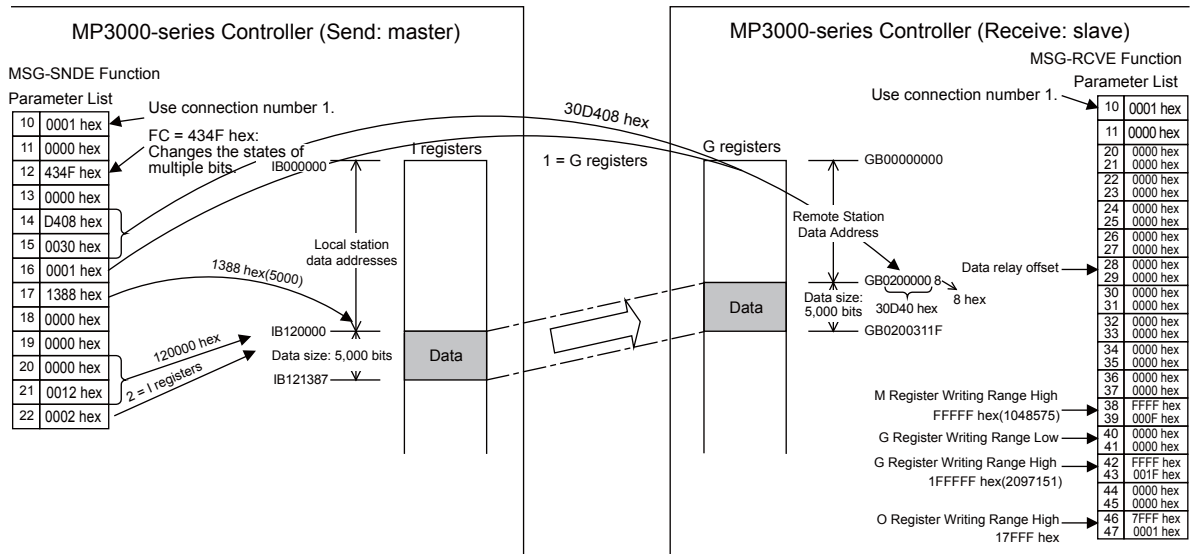 MP3000-series Controller (Send: master)
MSG-SNDE Function
Parameter List
10 0001 hex
11 0000 hex
12 434F hex
13 0000 hex
14 D408 hex
15 0030 hex
16 0001 hex
17 1388 hex
18 0000 hex
19 0000 hex
20 0000 hex
21 0012 hex
22 0002 hex
Use connection number 1.
FC = 434F hex:
Changes the states of
multiple bits.
1388 hex(5000)
120000 hex
2 = I registers
IB000000
Local station
data addresses
IB120000
Data size: 5,000 bits
IB121387
I registers
Data
30D408 hex
1 = G registers
MP3000-series Controller (Receive: slave)
MSG-RCVE Function
Parameter List
G registers
Data
GB00000000
Remote Station
Data Address
GB0200000 8
30D40 hex
8 hex
Data size:
5,000 bits
GB0200311F
Use connection number 1.
Data relay offset
M Register Writing Range High
FFFFF hex(1048575)
G Register Writing Range Low
G Register Writing Range High
1FFFFF hex(2097151)
O Register Writing Range High
17FFF hex
10 0001 hex
11 0000 hex
20 0000 hex
21 0000 hex
22 0000 hex
23 0000 hex
24 0000 hex
25 0000 hex
26 0000 hex
27 0000 hex
28 0000 hex
29 0000 hex
30 0000 hex
31 0000 hex
32 0000 hex
33 0000 hex
34 0000 hex
35 0000 hex
36 0000 hex
37 0000 hex
38 FFFF hex
39 000F hex
40 0000 hex
41 0000 hex
42 FFFF hex
43 001F hex
44 0000 hex
45 0000 hex
46 7FFF hex
47 0001 hex